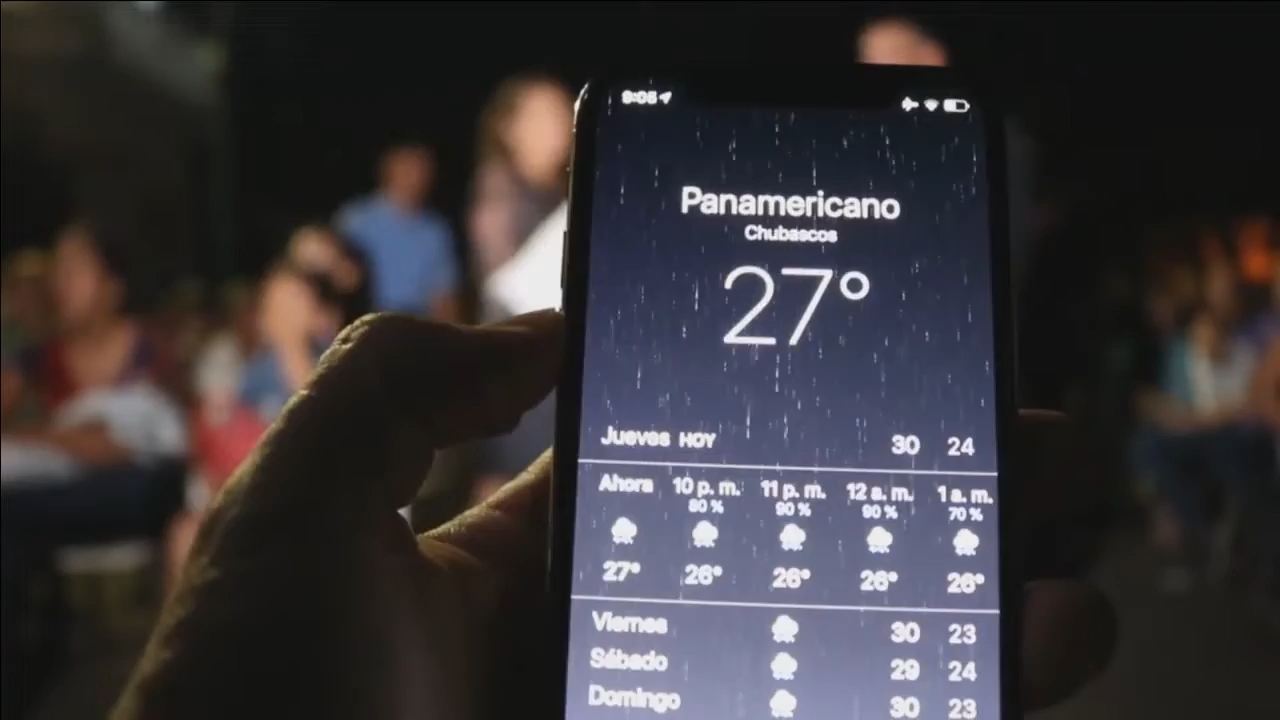 9:05
Panamericano
Chubascos
27°
Jueves HOY 30 24
Ahora 10 p. m. 11 p. m. 12 a. m. 1 a. m.
80 % 90 % 90 % 70 %
27° 26° 26° 26° 26°
Viernes 30 23
Sábado 29 24
Domingo 30 23